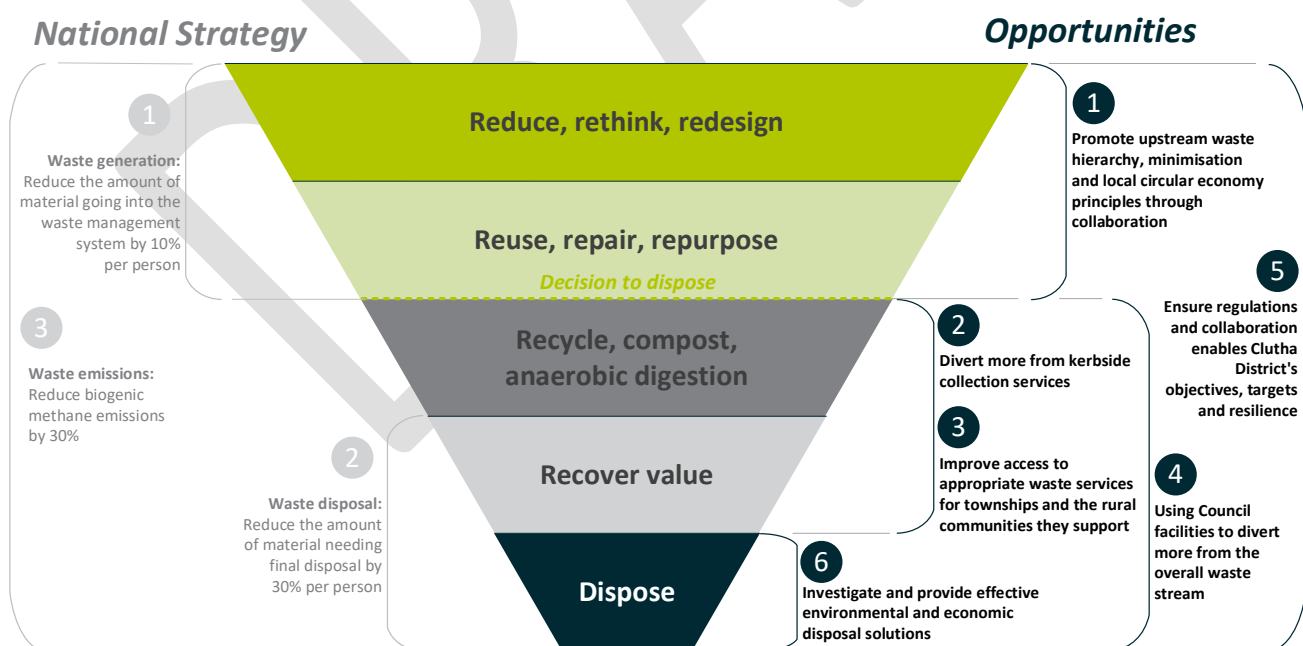 National Strategy
Opportunities
1
Waste generation:
Reduce the amount of
material going into the
waste management
system by 10%
per person
3
Waste emissions:
Reduce biogenic
methane emissions
by 30%
2
Waste disposal:
Reduce the amount
of material needing
final disposal by
30% per person
Reduce, rethink, redesign
Reuse, repair, repurpose
Decision to dispose
Recycle, compost,
anaerobic digestion
Recover value
Dispose
1
Promote upstream waste
hierarchy, minimisation
and local circular economy
principles through
collaboration
2
Divert more from kerbside
collection services
3
Improve access to
appropriate waste services
for townships and the rural
communities they support
4
Using Council
facilities to divert
more from the
overall waste
stream
5
Ensure regulations
and collaboration
enables Clutha
District's
objectives, targets
and resilience
6
Investigate and provide effective
environmental and economic
disposal solutions